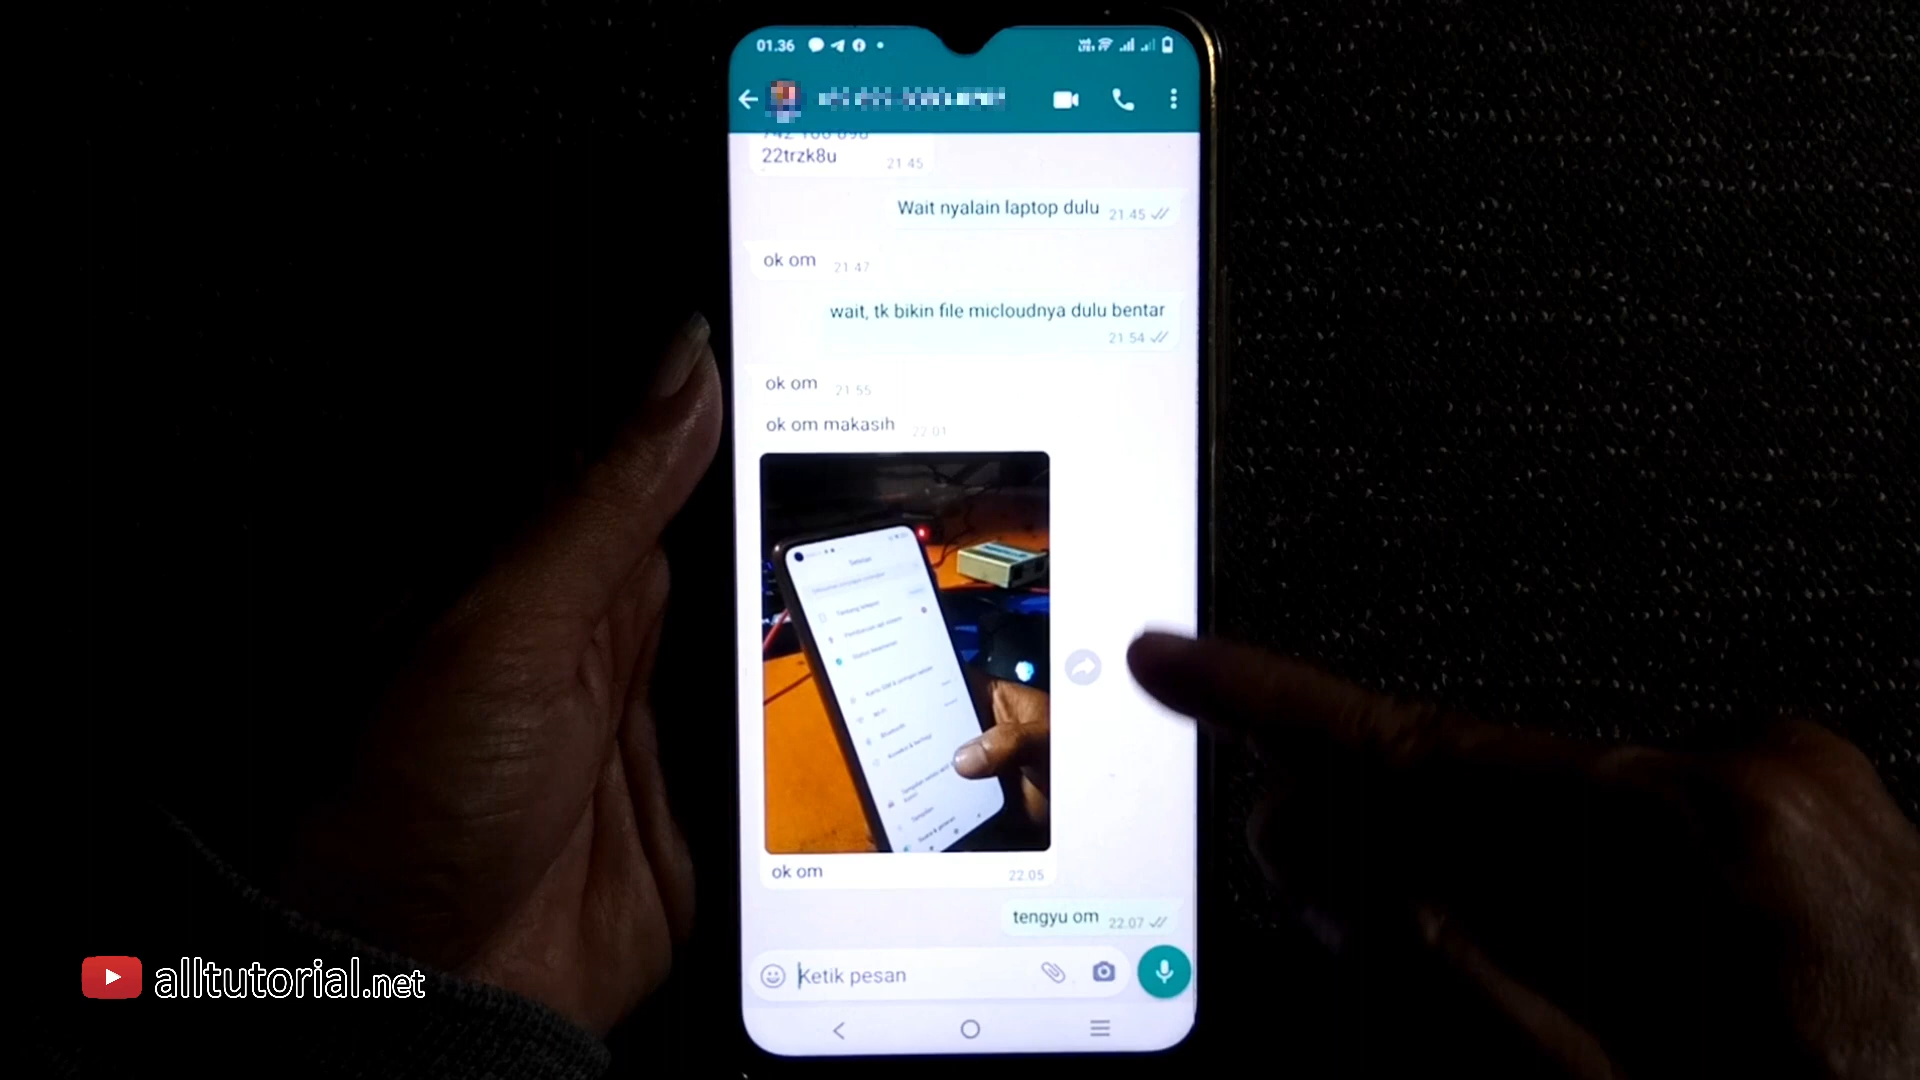 01.36
22trzk8u 21.45
Wait nyalain laptop dulu 21.45
ok om 21.47
wait, tk bikin file micloudnya dulu bentar
21.54
ok om 21.55
ok om makasih 22.01
Bluetooth
ok om 22.05
tengyu om 22.07
Ketik pesan
alltutorial.net